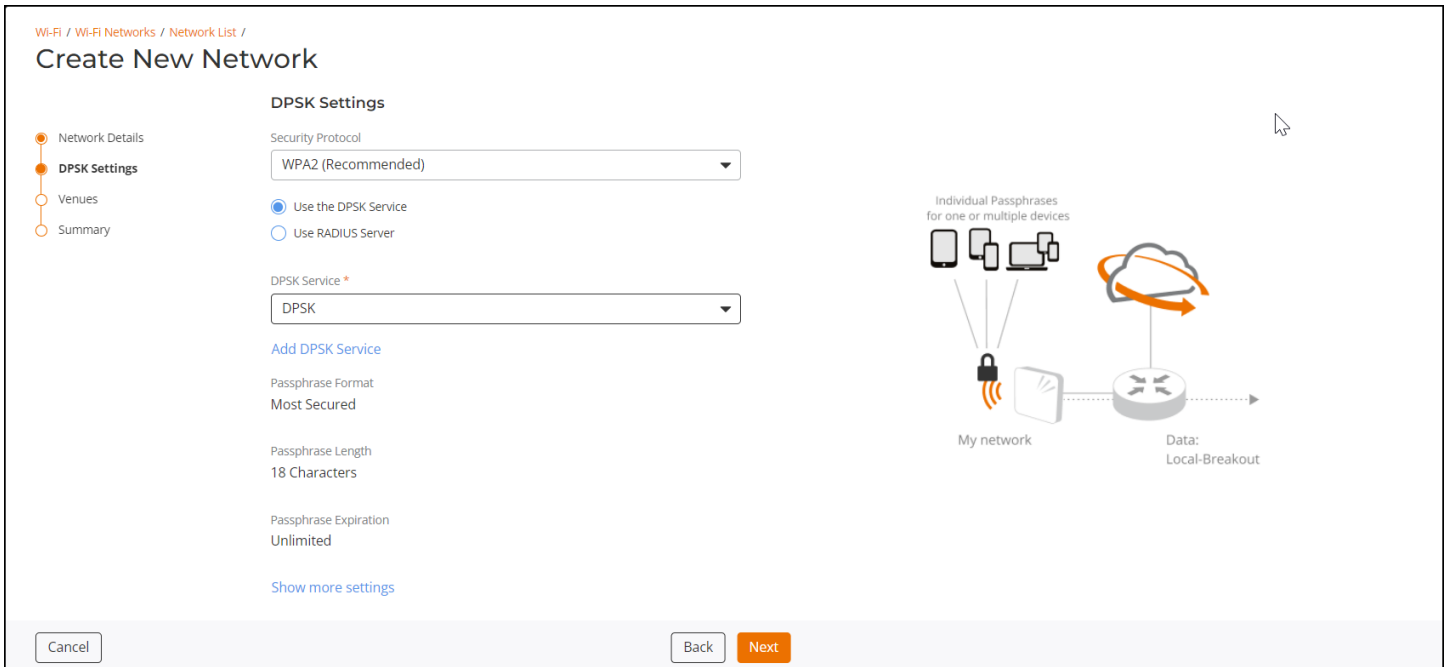 Wi-Fi / Wi-Fi Networks / Network List /
Create New Network
Network Details
DPSK Settings
Venues
Summary
DPSK Settings
Security Protocol
WPA2 (Recommended)
Use the DPSK Service
Use RADIUS Server
DPSK Service *
DPSK
Add DPSK Service
Passphrase Format
Most Secured
Passphrase Length
18 Characters
Passphrase Expiration
Unlimited
Show more settings
Individual Passphrases
for one or multiple devices
My network
Data:
Local-Breakout
Cancel
Back
Next